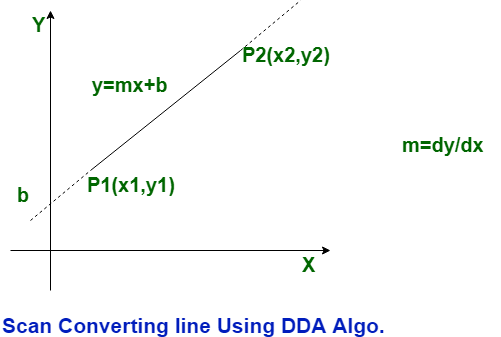 Y
P2(x2,y2)
y=mx+b
m=dy/dx
P1(x1,y1)
b
X
Scan Converting line Using DDA Algo.